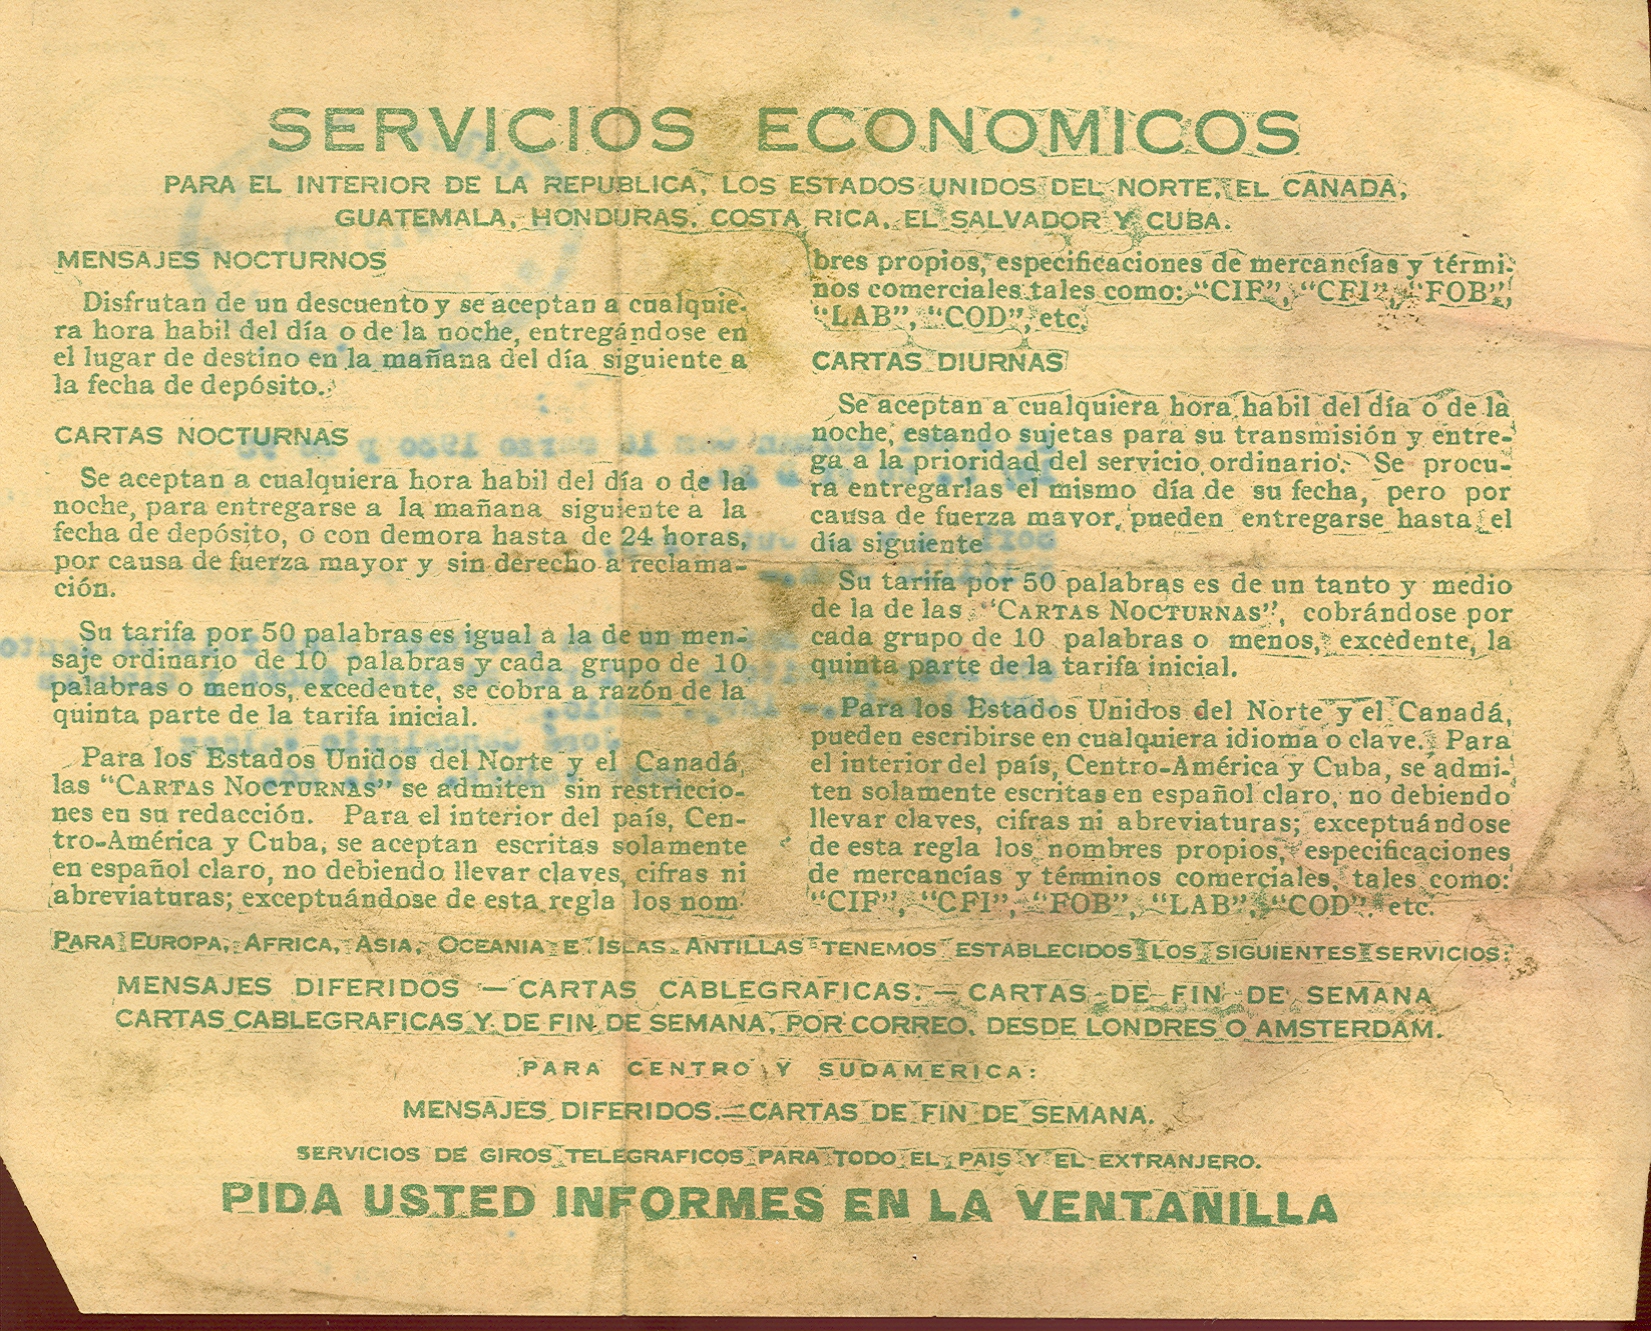 SERVICIOS ECONOMICOS
PARA EL INTERIOR DE LA REPUBLICA, LOS ESTADOS UNIDOS DEL NORTE, EL CANADA,
GUATEMALA, HONDURAS, COSTA RICA, EL SALVADOR Y CUBA.
MENSAJES NOCTURNOS
Disfrutan de un descuento y se aceptan a cualquie-
ra hora habil del día o de la noche, entregándose en
el lugar de destino en la mañana del día siguiente a
la fecha de depósito.
CARTAS NOCTURNAS
Se aceptan a cualquiera hora habil del día o de la
noche, para entregarse a la mañana siguiente a la
fecha de depósito, o con demora hasta de 24 horas,
por causa de fuerza mayor y sin derecho a reclama-
ción.
Su tarifa por 50 palabras es igual a la de un men-
saje ordinario de 10 palabras y cada grupo de 10
palabras o menos, excedente, se cobra a razón de la
quinta parte de la tarifa inicial.
Para los Estados Unidos del Norte y el Canadá,
las "CARTAS NOCTURNAS" se admiten sin restriccio-
nes en su redacción. Para el interior del país, Cen-
tro-América y Cuba, se aceptan escritas solamente
en español claro, no debiendo llevar claves, cifras ni
abreviaturas; exceptuándose de esta regla los nom-
bres propios, especificaciones de mercancías y térmi-
nos comerciales tales como: "CIF", "CFI", "FOB",
"LAB", "COD", etc.
CARTAS DIURNAS
Se aceptan a cualquiera hora habil del día o de la
noche, estando sujetas para su transmisión y entre-
ga a la prioridad del servicio ordinario. Se procu-
ra entregarlas el mismo día de su fecha, pero por
causa de fuerza mayor, pueden entregarse hasta el
día siguiente
Su tarifa por 50 palabras es de un tanto y medio
de la de las "CARTAS NOCTURNAS", cobrándose por
cada grupo de 10 palabras o menos, excedente, la
quinta parte de la tarifa inicial.
Para los Estados Unidos del Norte y el Canadá,
pueden escribirse en cualquiera idioma o clave. Para
el interior del país, Centro-América y Cuba, se admi-
ten solamente escritas en español claro, no debiendo
llevar claves, cifras ni abreviaturas; exceptuándose
de esta regla los nombres propios, especificaciones
de mercancías y términos comerciales, tales como:
"CIF", "CFI", "FOB", "LAB", "COD". etc.
PARA EUROPA, AFRICA, ASIA, OCEANIA E ISLAS ANTILLAS TENEMOS ESTABLECIDOS LOS SIGUIENTES SERVICIOS:
MENSAJES DIFERIDOS — CARTAS CABLEGRAFICAS. — CARTAS DE FIN DE SEMANA
CARTAS CABLEGRAFICAS Y DE FIN DE SEMANA, POR CORREO, DESDE LONDRES O AMSTERDAM.
PARA CENTRO Y SUDAMERICA:
MENSAJES DIFERIDOS.—CARTAS DE FIN DE SEMANA.
SERVICIOS DE GIROS TELEGRAFICOS PARA TODO EL PAIS Y EL EXTRANJERO.
PIDA USTED INFORMES EN LA VENTANILLA